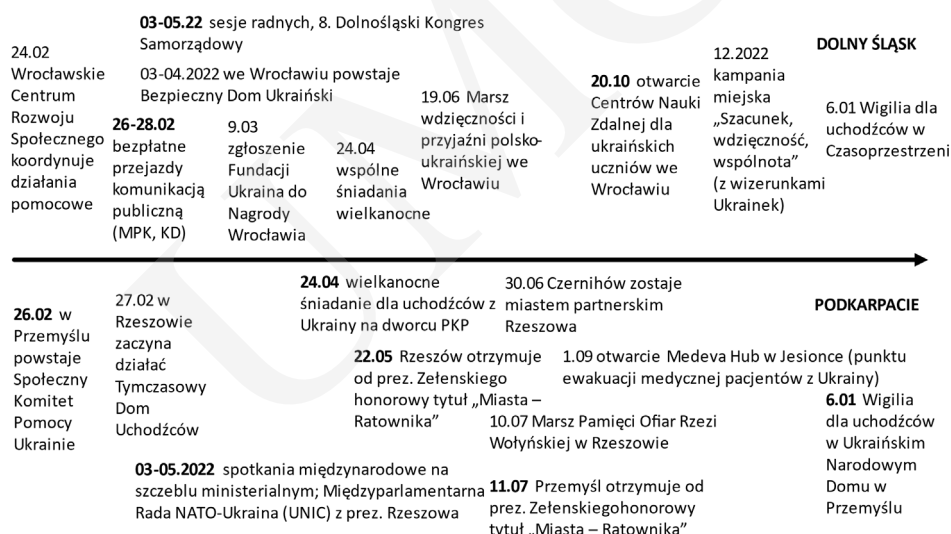 03-05.22 sesje radnych, 8. Dolnośląski Kongres
Samorządowy
DOLNY ŚLĄSK
24.02
Wrocławskie
Centrum
Rozwoju
Społecznego
koordynuje
działania
pomocowe
03-04.2022 we Wrocławiu powstaje
Bezpieczny Dom Ukraiński
26-28.02
bezpłatne
przejazdy
komunikacją
publiczną
(MPK, KD)
9.03
zgłoszenie
Fundacji
Ukraina do
Nagrody
Wrocławia
24.04
wspólne
śniadania
wielkanocne
19.06 Marsz
wdzięczności i
przyjaźni polsko-
ukraińskiej we
Wrocławiu
20.10 otwarcie
Centrów Nauki
Zdalnej dla
ukraińskich
uczniów we
Wrocławiu
12.2022
kampania
miejska
„Szacunek,
wdzięczność,
wspólnota”
(z wizerunkami
Ukrainek)
6.01 Wigilia dla
uchodźców w
Czasoprzestrzeni
PODKARPACIE
26.02 w
Przemyślu
powstaje
Społeczny
Komitet
Pomocy
Ukrainie
27.02 w
Rzeszowie
zaczyna
działać
Tymczasowy
Dom
Uchodźców
24.04 wielkanocne
śniadanie dla uchodźców z
Ukrainy na dworcu PKP
30.06 Czernihów zostaje
miastem partnerskim
Rzeszowa
22.05 Rzeszów otrzymuje
od prez. Zełenskiego
honorowy tytuł „Miasta –
Ratownika”
1.09 otwarcie Medeva Hub w Jesionce (punktu
ewakuacji medycznej pacjentów z Ukrainy)
10.07 Marsz Pamięci Ofiar Rzezi
Wołyńskiej w Rzeszowie
6.01 Wigilia
dla uchodźców
w Ukraińskim
Narodowym
Domu w
Przemyślu
03-05.2022 spotkania międzynarodowe na
szczeblu ministerialnym; Międzyparlamentarna
Rada NATO-Ukraina (UNIC) z prez. Rzeszowa
11.07 Przemyśl otrzymuje od
prez. Zełenskiegohonorowy
tytuł „Miasta – Ratownika”
UMC